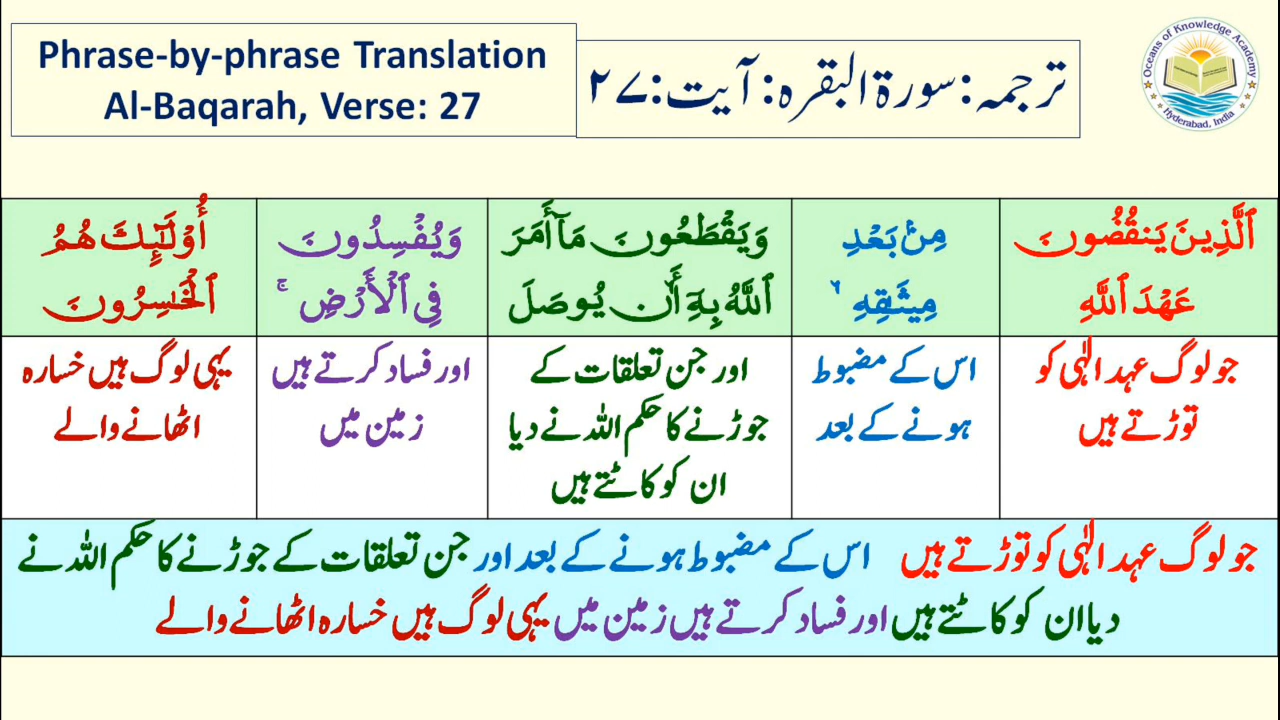 Phrase-by-phrase Translation
Al-Baqarah, Verse: 27
ترجمہ: سورۃ البقرہ: آیت: ۲۷
Oceans of Knowledge Academy
Hyderabad, India
ٱلَّذِينَ يَنقُضُونَ
عَهۡدَ ٱللَّهِ
مِنۢ بَعۡدِ
مِيثَٰقِهِۦ
وَيَقۡطَعُونَ مَآ أَمَرَ
ٱللَّهُ بِهِۦٓ أَن يُوصَلَ
وَيُفۡسِدُونَ
فِي ٱلۡأَرۡضِۚ
أُوْلَٰٓئِكَ هُمُ
ٱلۡخَٰسِرُونَ
جو لوگ عہد الٰہی کو
توڑتے ہیں
اس کے مضبوط
ہونے کے بعد
اور جن تعلقات کے
جوڑنے کا حکم اللہ نے دیا
ان کو کاٹتے ہیں
اور فساد کرتے ہیں
زمین میں
یہی لوگ ہیں خسارہ
اٹھانے والے
جو لوگ عہد الٰہی کو توڑتے ہیں اس کے مضبوط ہونے کے بعد اور جن تعلقات کے جوڑنے کا حکم اللہ نے
دیا ان کو کاٹتے ہیں اور فساد کرتے ہیں زمین میں یہی لوگ ہیں خسارہ اٹھانے والے